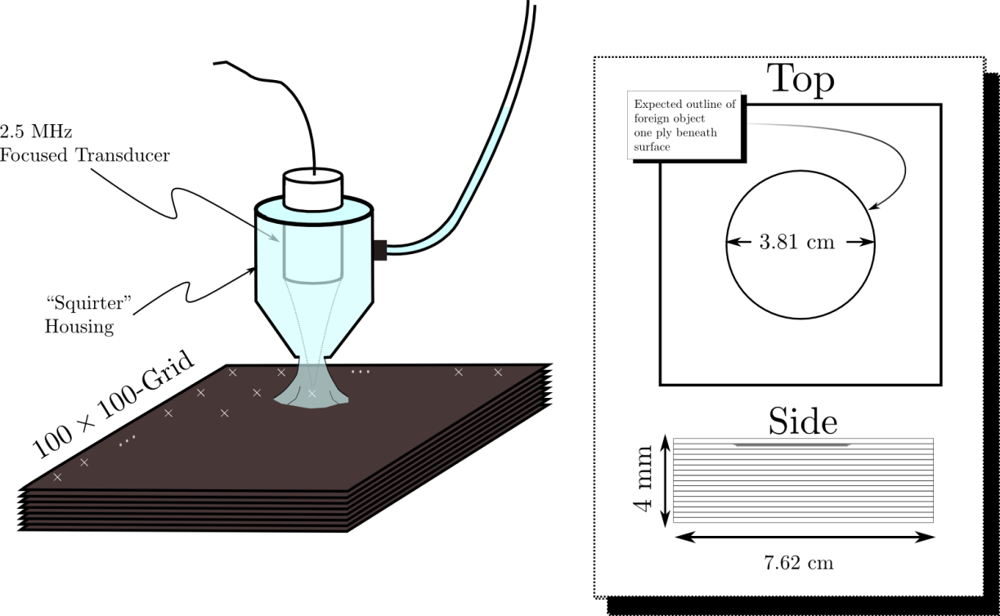 2.5 MHz
Focused Transducer
“Squirter”
Housing
100 × 100-Grid
Top
Expected outline of
foreign object
one ply beneath
surface
3.81 cm
Side
4 mm
7.62 cm